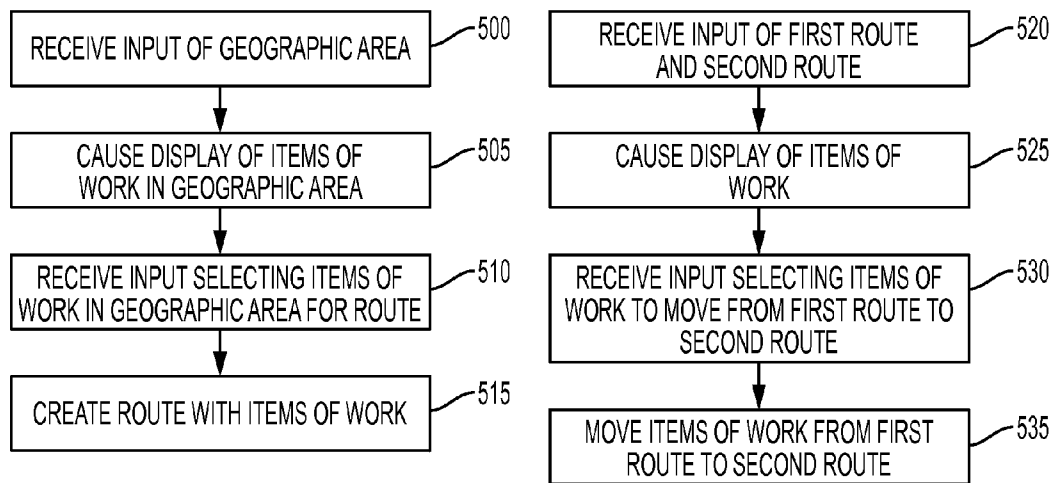 RECEIVE INPUT OF GEOGRAPHIC AREA
500
CAUSE DISPLAY OF ITEMS OF
WORK IN GEOGRAPHIC AREA
505
RECEIVE INPUT SELECTING ITEMS OF
WORK IN GEOGRAPHIC AREA FOR ROUTE
510
CREATE ROUTE WITH ITEMS OF WORK
515
RECEIVE INPUT OF FIRST ROUTE
AND SECOND ROUTE
520
CAUSE DISPLAY OF ITEMS OF
WORK
525
RECEIVE INPUT SELECTING ITEMS OF
WORK TO MOVE FROM FIRST ROUTE TO
SECOND ROUTE
530
MOVE ITEMS OF WORK FROM FIRST
ROUTE TO SECOND ROUTE
535